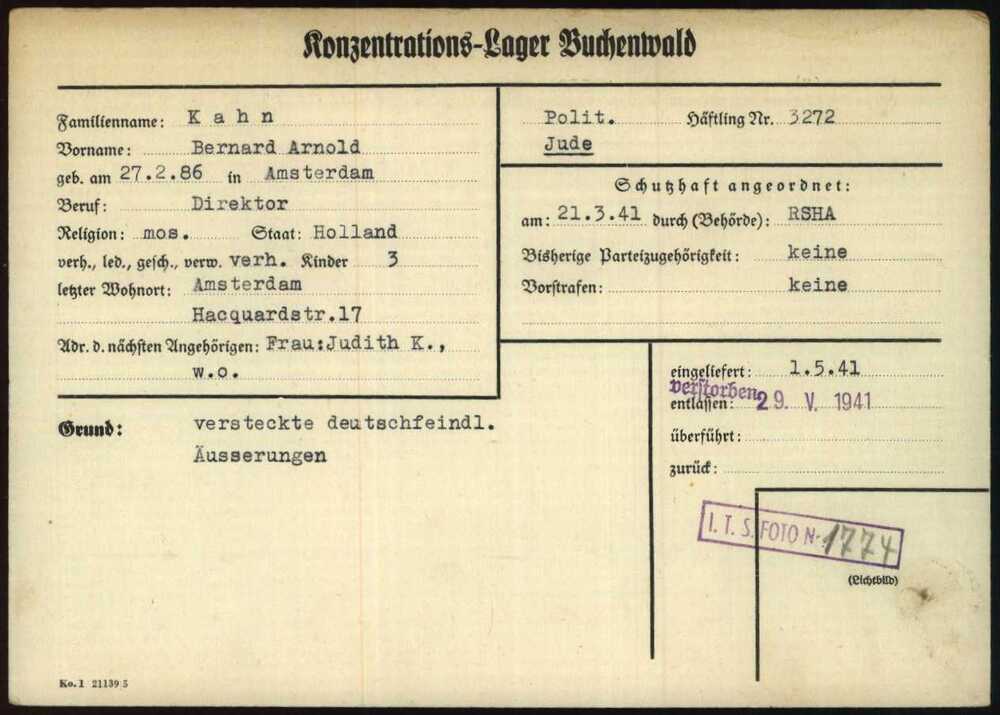 Konzentrations-Lager Buchenwald
Familienname: Kahn
Vorname: Bernard Arnold
geb. am 27.2.86 in Amsterdam
Beruf: Direktor
Religion: mos. Staat: Holland
verh., led., gesch., verw. verh. Kinder 3
letzter Wohnort: Amsterdam
Hacquardstr.17
Adr. d. nächsten Angehörigen: Frau:Judith K.,
w.o.
Polit. Häftling Nr. 3272
Jude
Schutzhaft angeordnet:
am: 21.3.41 durch (Behörde): RSHA
Bisherige Parteizugehörigkeit: keine
Vorstrafen: keine
Grund: versteckte deutschfeindl.
Äusserungen
eingeliefert: 1.5.41
verstorben
entlassen: 29. V. 1941
überführt:
zurück:
I. T. S. FOTO Nr. 1774
(Lichtbild)
Ko. 1 21139 5